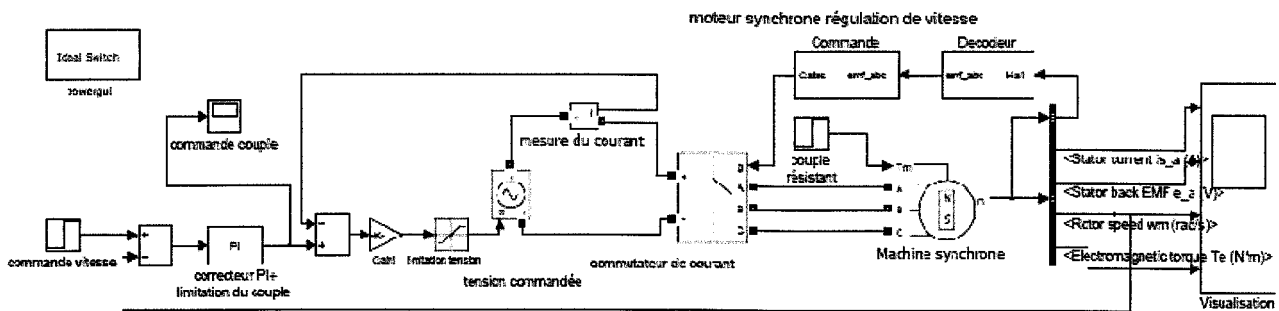 moteur synchrone régulation de vitesse
Ideal Switch
powergui
Commande
Decodeur
Gates
emf_abc
emf_abc
Hall
commande couple
mesure du courant
couple
résistant
Tm
A
B
C
N
S
m
g
A
B
C
<Stator current is_a (A)>
<Stator back EMF e_a (V)>
<Rotor speed wm (rad/s)>
<Electromagnetic torque Te (N*m)>
Visualisation
commande vitesse
PI
correcteur PI+
limitation du couple
-K-
Gain1
limitation tension
tension commandée
commutateur de courant
Machine synchrone